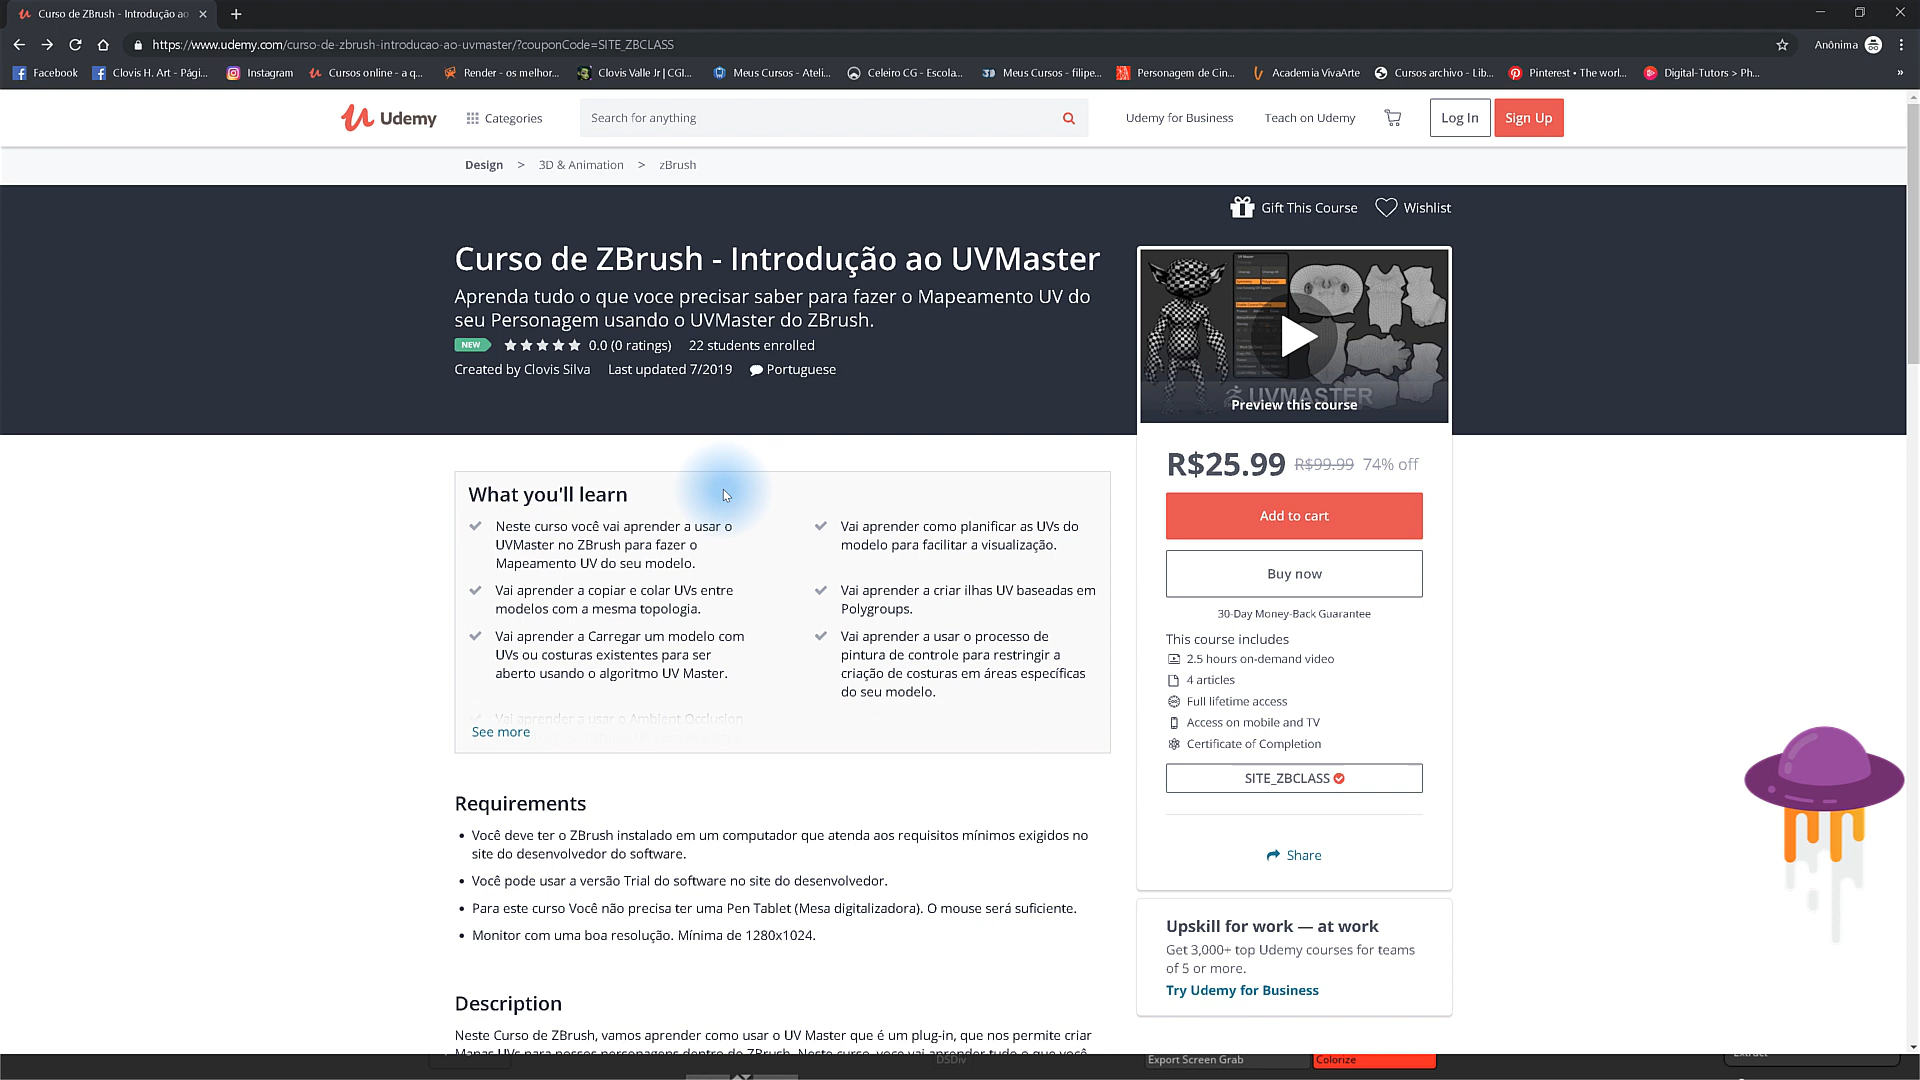 Curso de ZBrush - Introdução ao
https://www.udemy.com/curso-de-zbrush-introducao-ao-uvmaster/?couponCode=SITE_ZBCLASS
Anônima
Facebook
Clovis H. Art - Pági...
Instagram
Cursos online - a q...
Render - os melhor...
Clovis Valle Jr | CGI...
Meus Cursos - Ateli...
Celeiro CG - Escola...
Meus Cursos - filipe...
Personagem de Cin...
Academia VivaArte
Cursos archivo - Lib...
Pinterest • The worl...
Digital-Tutors > Ph...
»
Udemy
Categories
Search for anything
Udemy for Business
Teach on Udemy
Log In
Sign Up
Design > 3D & Animation > zBrush
Gift This Course
Wishlist
Curso de ZBrush - Introdução ao UVMaster
Aprenda tudo o que voce precisar saber para fazer o Mapeamento UV do
seu Personagem usando o UVMaster do ZBrush.
NEW 0.0 (0 ratings) 22 students enrolled
Created by Clovis Silva Last updated 7/2019 Portuguese
UVMASTER
Preview this course
R$25.99 R$99.99 74% off
Add to cart
Buy now
30-Day Money-Back Guarantee
This course includes
2.5 hours on-demand video
4 articles
Full lifetime access
Access on mobile and TV
Certificate of Completion
SITE_ZBCLASS
Share
Upskill for work — at work
Get 3,000+ top Udemy courses for teams
of 5 or more.
Try Udemy for Business
What you'll learn
Neste curso você vai aprender a usar o
UVMaster no ZBrush para fazer o
Mapeamento UV do seu modelo.
Vai aprender como planificar as UVs do
modelo para facilitar a visualização.
Vai aprender a copiar e colar UVs entre
modelos com a mesma topologia.
Vai aprender a criar ilhas UV baseadas em
Polygroups.
Vai aprender a Carregar um modelo com
UVs ou costuras existentes para ser
aberto usando o algoritmo UV Master.
Vai aprender a usar o processo de
pintura de controle para restringir a
criação de costuras em áreas específicas
do seu modelo.
Vai aprender a usar o Ambient Occlusion
See more
Requirements
• Você deve ter o ZBrush instalado em um computador que atenda aos requisitos mínimos exigidos no
site do desenvolvedor do software.
• Você pode usar a versão Trial do software no site do desenvolvedor.
• Para este curso Você não precisa ter uma Pen Tablet (Mesa digitalizadora). O mouse será suficiente.
• Monitor com uma boa resolução. Mínima de 1280x1024.
Description
Neste Curso de ZBrush, vamos aprender como usar o UV Master que é um plug-in, que nos permite criar
Mapas UVs para nossos personagens dentro do ZBrush. Neste curso, voce vai aprender tudo o que você
DSDiv
Export Screen Grab
Colorize
Extract